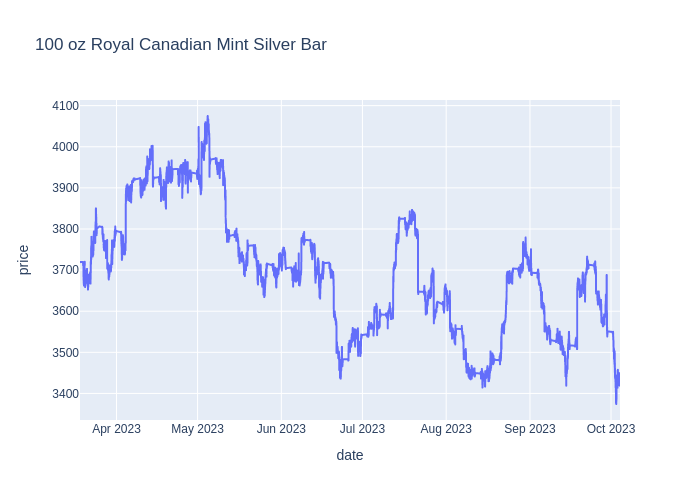 100 oz Royal Canadian Mint Silver Bar
4100
4000
3900
3800
3700
3600
3500
3400
price
Apr 2023 May 2023 Jun 2023 Jul 2023 Aug 2023 Sep 2023 Oct 2023
date